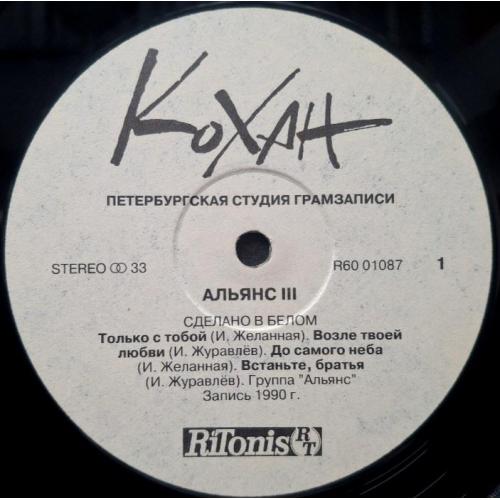 Кохан
ПЕТЕРБУРГСКАЯ СТУДИЯ ГРАМЗАПИСИ
STEREO 33
R60 01087 1
АЛЬЯНС III
СДЕЛАНО В БЕЛОМ
Только с тобой (И. Желанная). Возле твоей
любви (И. Журавлёв). До самого неба
(И. Желанная). Встаньте, братья
(И. Журавлёв). Группа "Альянс"
Запись 1990 г.
RiTonis RT